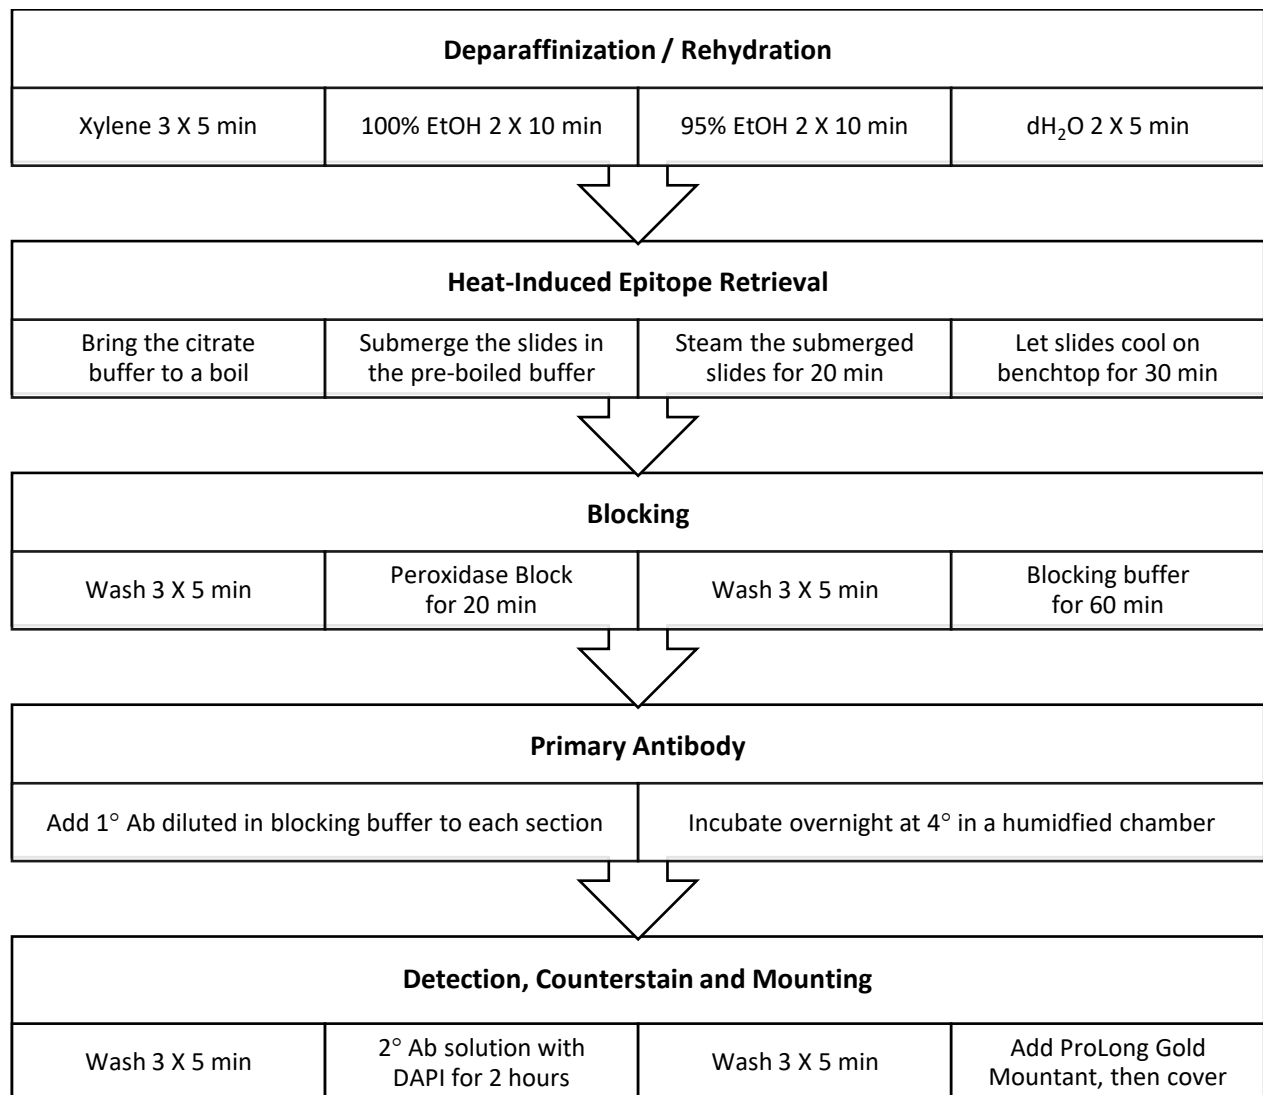 Deparaffinization / Rehydration
Xylene 3 X 5 min
100% EtOH 2 X 10 min
95% EtOH 2 X 10 min
dH₂O 2 X 5 min
Heat-Induced Epitope Retrieval
Bring the citrate
buffer to a boil
Submerge the slides in
the pre-boiled buffer
Steam the submerged
slides for 20 min
Let slides cool on
benchtop for 30 min
Blocking
Wash 3 X 5 min
Peroxidase Block
for 20 min
Wash 3 X 5 min
Blocking buffer
for 60 min
Primary Antibody
Add 1° Ab diluted in blocking buffer to each section
Incubate overnight at 4° in a humidfied chamber
Detection, Counterstain and Mounting
Wash 3 X 5 min
2° Ab solution with
DAPI for 2 hours
Wash 3 X 5 min
Add ProLong Gold
Mountant, then cover